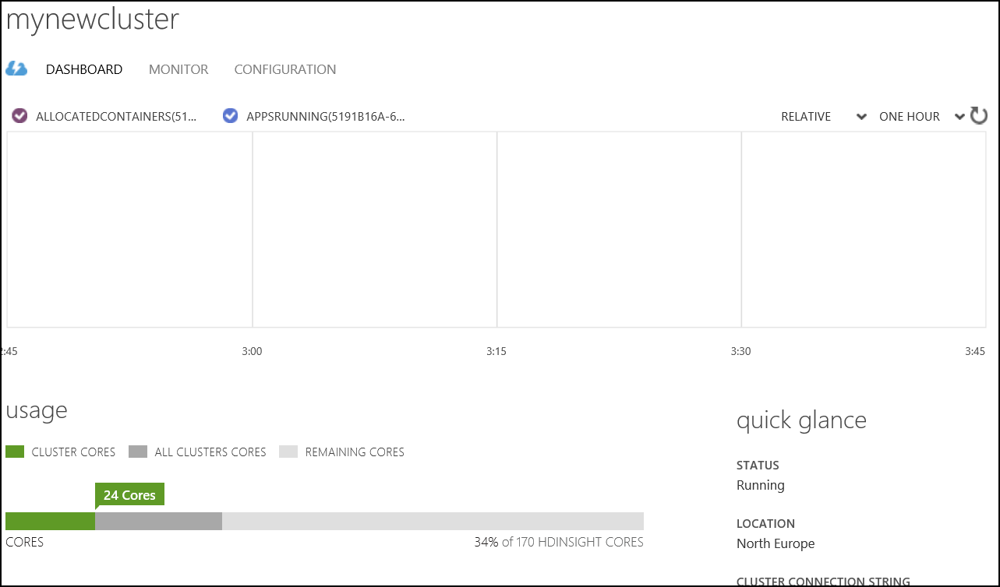 mynewcluster
DASHBOARD MONITOR CONFIGURATION
ALLOCATEDCONTAINERS(51... APPSRUNNING(5191B16A-6... RELATIVE ONE HOUR
:45 3:00 3:15 3:30 3:45
usage
CLUSTER CORES ALL CLUSTERS CORES REMAINING CORES
24 Cores
CORES 34% of 170 HDINSIGHT CORES
quick glance
STATUS
Running
LOCATION
North Europe
CLUSTER CONNECTION STRING